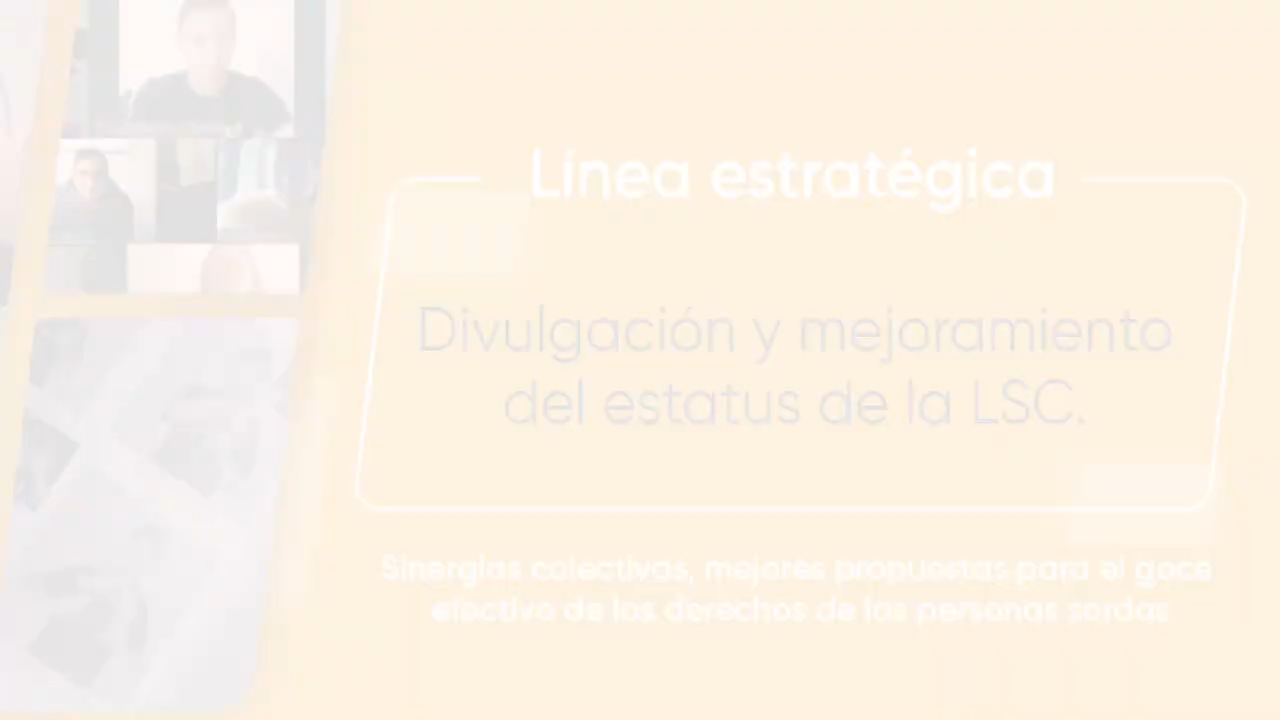 Línea estratégica
Divulgación y mejoramiento
del estatus de la LSC.
Sinergias colectivas, mejores propuestas para el goce
efectivo de los derechos de las personas sordas